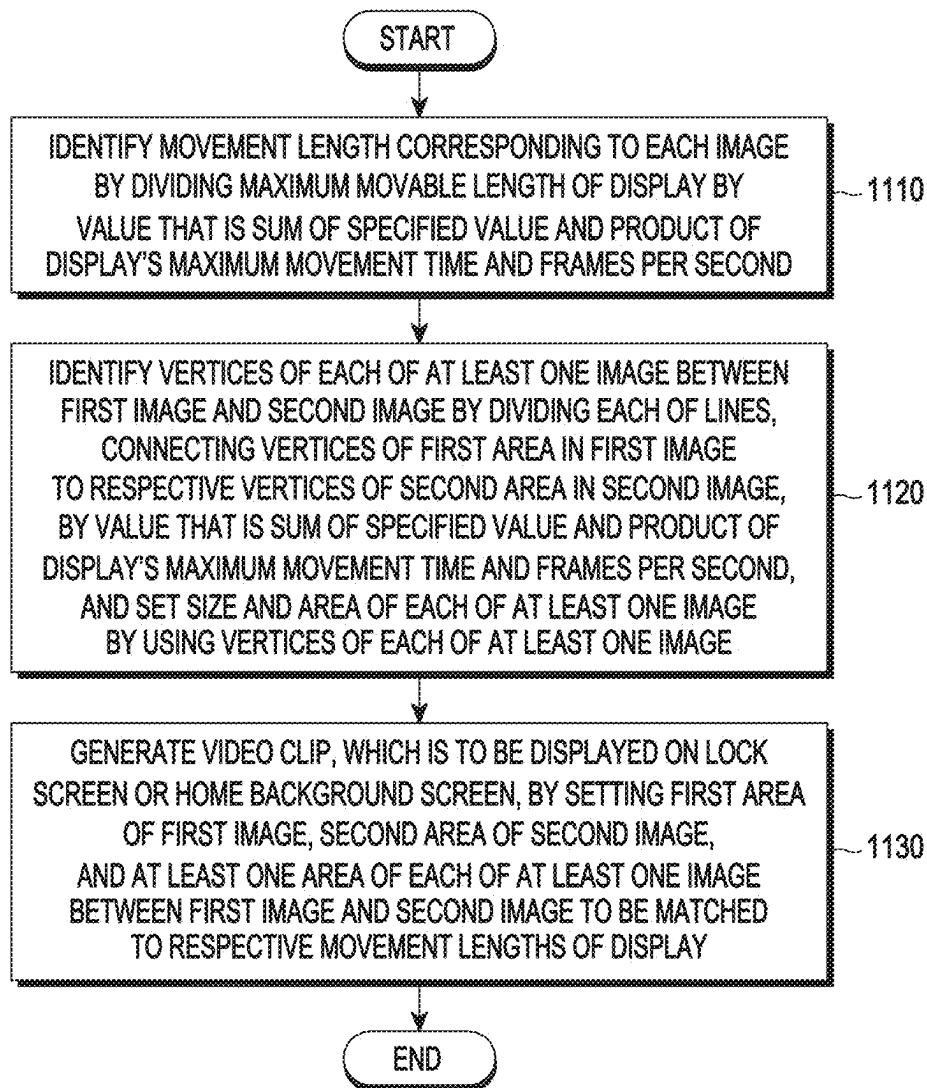 START
IDENTIFY MOVEMENT LENGTH CORRESPONDING TO EACH IMAGE
BY DIVIDING MAXIMUM MOVABLE LENGTH OF DISPLAY BY
VALUE THAT IS SUM OF SPECIFIED VALUE AND PRODUCT OF
DISPLAY'S MAXIMUM MOVEMENT TIME AND FRAMES PER SECOND
1110
IDENTIFY VERTICES OF EACH OF AT LEAST ONE IMAGE BETWEEN
FIRST IMAGE AND SECOND IMAGE BY DIVIDING EACH OF LINES,
CONNECTING VERTICES OF FIRST AREA IN FIRST IMAGE
TO RESPECTIVE VERTICES OF SECOND AREA IN SECOND IMAGE,
BY VALUE THAT IS SUM OF SPECIFIED VALUE AND PRODUCT OF
DISPLAY'S MAXIMUM MOVEMENT TIME AND FRAMES PER SECOND,
AND SET SIZE AND AREA OF EACH OF AT LEAST ONE IMAGE
BY USING VERTICES OF EACH OF AT LEAST ONE IMAGE
1120
GENERATE VIDEO CLIP, WHICH IS TO BE DISPLAYED ON LOCK
SCREEN OR HOME BACKGROUND SCREEN, BY SETTING FIRST AREA
OF FIRST IMAGE, SECOND AREA OF SECOND IMAGE,
AND AT LEAST ONE AREA OF EACH OF AT LEAST ONE IMAGE
BETWEEN FIRST IMAGE AND SECOND IMAGE TO BE MATCHED
TO RESPECTIVE MOVEMENT LENGTHS OF DISPLAY
1130
END